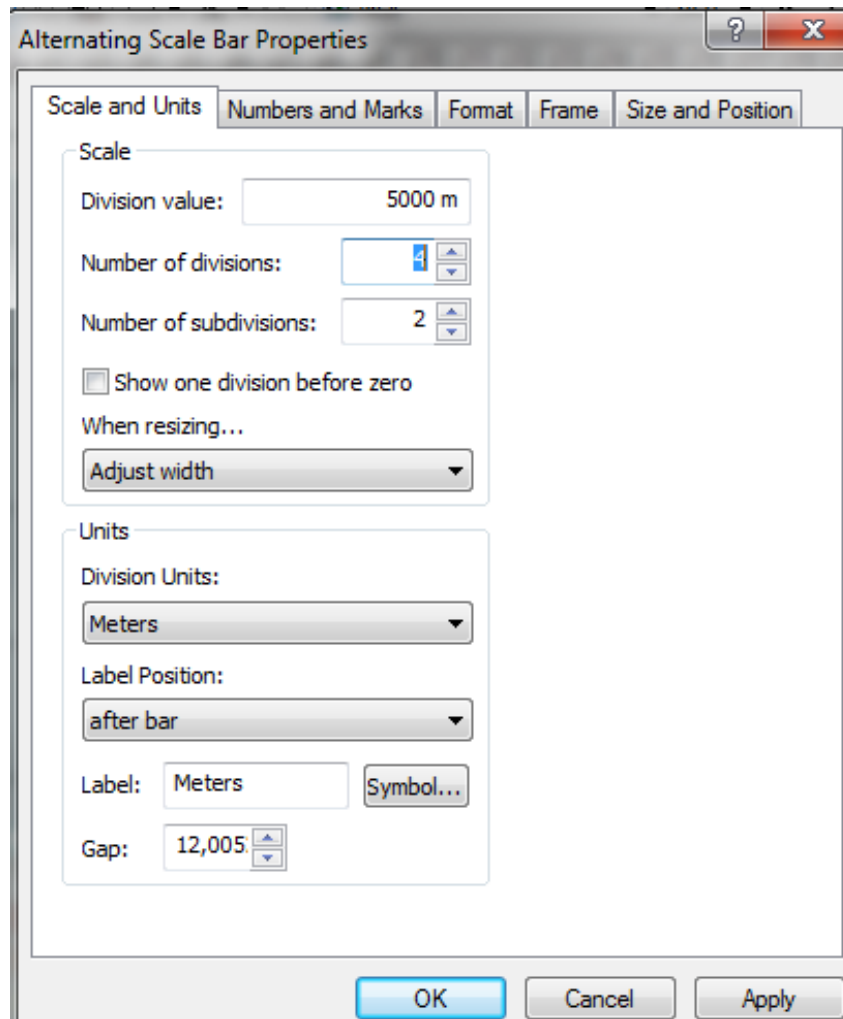 Alternating Scale Bar Properties
Scale and Units Numbers and Marks Format Frame Size and Position
Scale
Division value: 5000 m
Number of divisions: 4
Number of subdivisions: 2
Show one division before zero
When resizing...
Adjust width
Units
Division Units:
Meters
Label Position:
after bar
Label: Meters Symbol...
Gap: 12,005
OK Cancel Apply